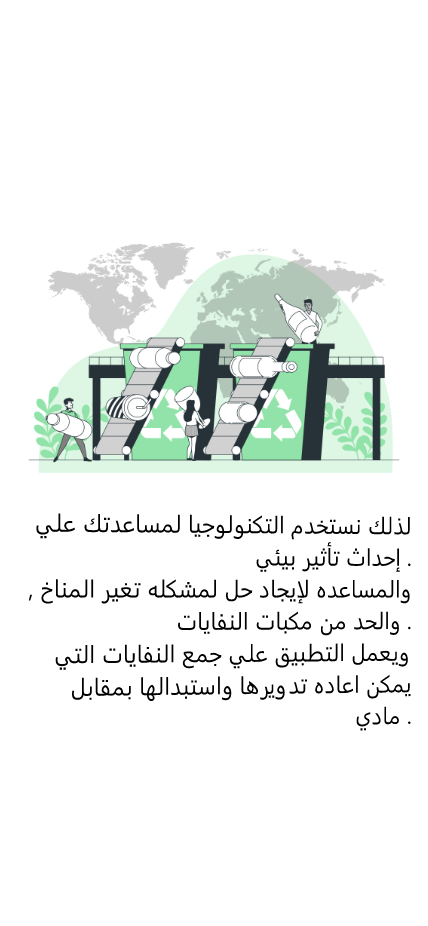 لذلك نستخدم التكنولوجيا لمساعدتك علي
إحداث تأثير بيئي .
والمساعده لإيجاد حل لمشكله تغير المناخ ,
والحد من مكبات النفايات .
ويعمل التطبيق علي جمع النفايات التي
يمكن اعاده تدويرها واستبدالها بمقابل
مادي .